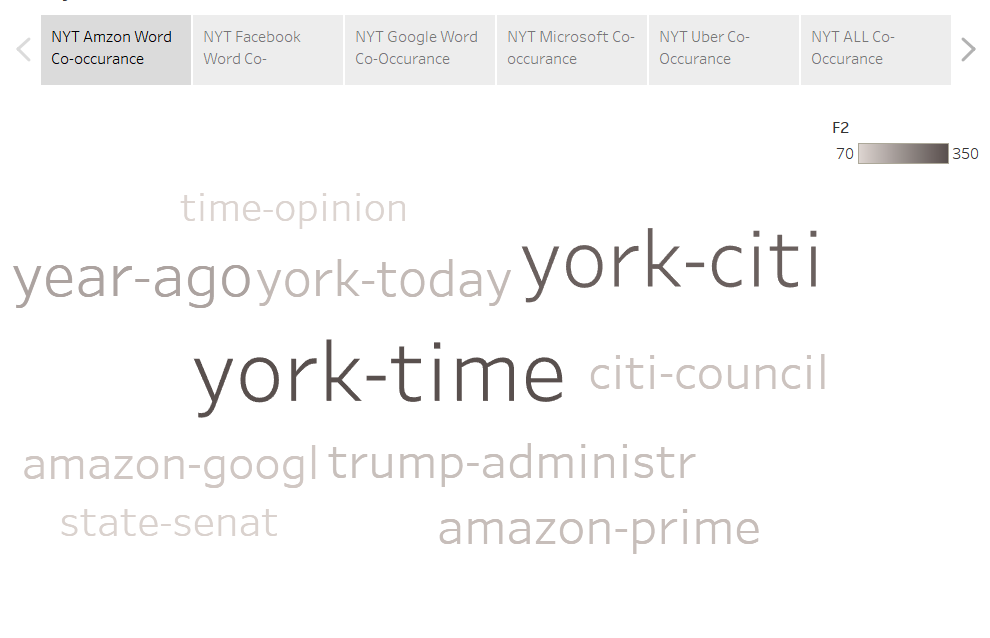 NYT Amzon Word
Co-occurance
NYT Facebook
Word Co-
NYT Google Word
Co-Occurance
NYT Microsoft Co-
occurance
NYT Uber Co-
Occurance
NYT ALL Co-
Occurance
F2
70 350
time-opinion
york-citi
year-ago york-today
york-time
citi-council
amazon-googl trump-administr
state-senat
amazon-prime